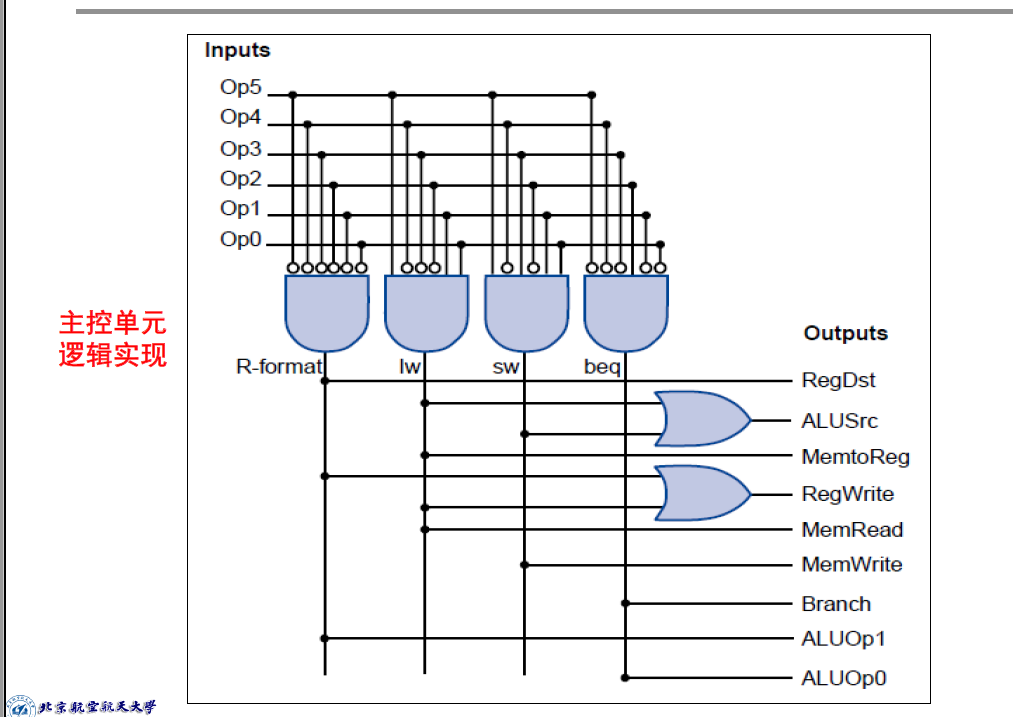 Inputs
Op5
Op4
Op3
Op2
Op1
Op0
主控单元
逻辑实现
R-format
lw
sw
beq
Outputs
RegDst
ALUSrc
MemtoReg
RegWrite
MemRead
MemWrite
Branch
ALUOp1
ALUOp0
北京航空航天大学